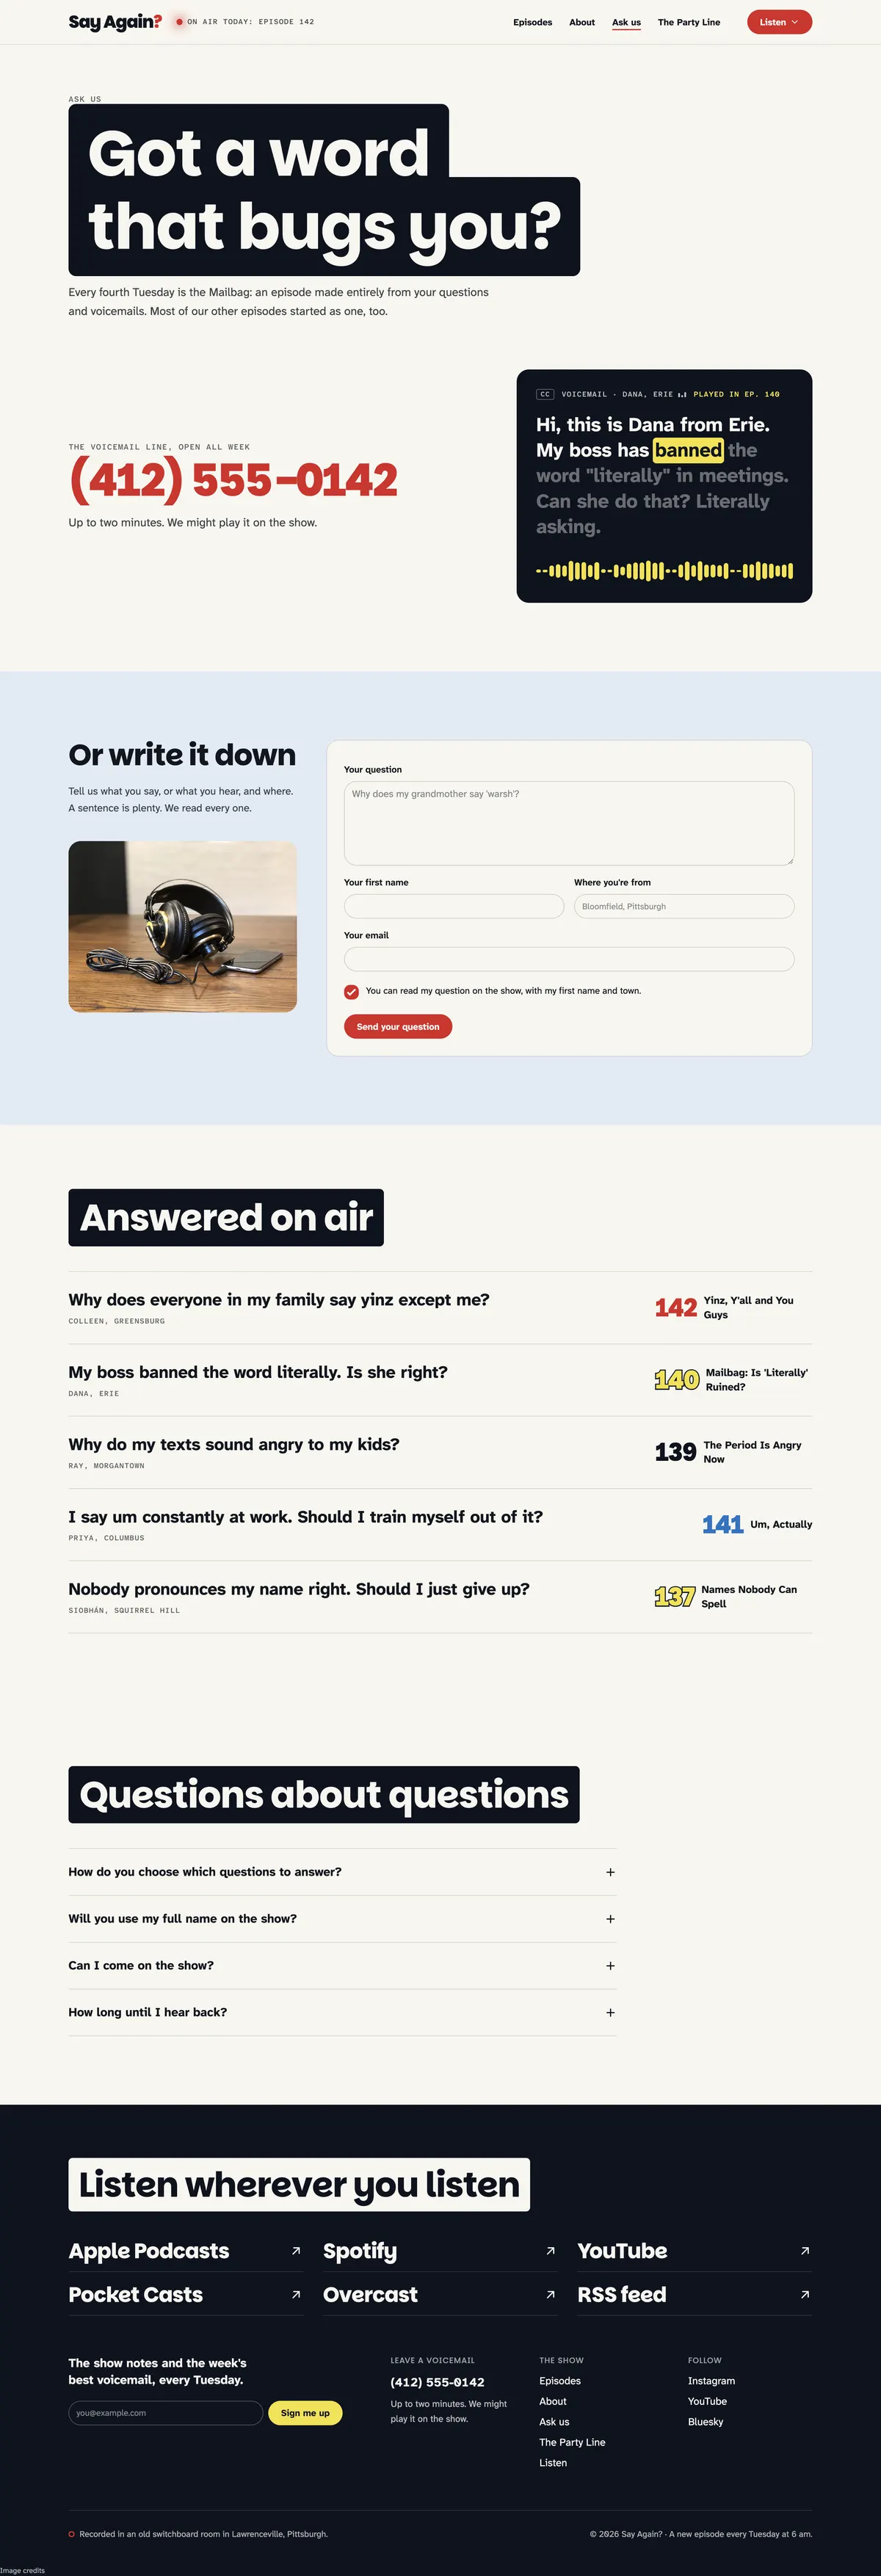 Say Again?
ON AIR TODAY: EPISODE 142
Episodes
About
Ask us
The Party Line
Listen
ASK US
Got a word
that bugs you?
Every fourth Tuesday is the Mailbag: an episode made entirely from your questions
and voicemails. Most of our other episodes started as one, too.
THE VOICEMAIL LINE, OPEN ALL WEEK
(412) 555-0142
Up to two minutes. We might play it on the show.
CC VOICEMAIL · DANA, ERIE PLAYED IN EP. 140
Hi, this is Dana from Erie.
My boss has banned the
word "literally" in meetings.
Can she do that? Literally
asking.
Or write it down
Tell us what you say, or what you hear, and where.
A sentence is plenty. We read every one.
Your question
Why does my grandmother say 'warsh'?
Your first name
Where you're from
Bloomfield, Pittsburgh
Your email
You can read my question on the show, with my first name and town.
Send your question
Answered on air
Why does everyone in my family say yinz except me?
COLLEEN, GREENSBURG
142
Yinz, Y'all and You
Guys
My boss banned the word literally. Is she right?
DANA, ERIE
140
Mailbag: Is 'Literally'
Ruined?
Why do my texts sound angry to my kids?
RAY, MORGANTOWN
139
The Period Is Angry
Now
I say um constantly at work. Should I train myself out of it?
PRIYA, COLUMBUS
141
Um, Actually
Nobody pronounces my name right. Should I just give up?
SIOBHÁN, SQUIRREL HILL
137
Names Nobody Can
Spell
Questions about questions
How do you choose which questions to answer?
Will you use my full name on the show?
Can I come on the show?
How long until I hear back?
Listen wherever you listen
Apple Podcasts
Spotify
YouTube
Pocket Casts
Overcast
RSS feed
The show notes and the week's
best voicemail, every Tuesday.
you@example.com
Sign me up
LEAVE A VOICEMAIL
(412) 555-0142
Up to two minutes. We might
play it on the show.
THE SHOW
Episodes
About
Ask us
The Party Line
Listen
FOLLOW
Instagram
YouTube
Bluesky
Recorded in an old switchboard room in Lawrenceville, Pittsburgh.
© 2026 Say Again? · A new episode every Tuesday at 6 am.
Image credits